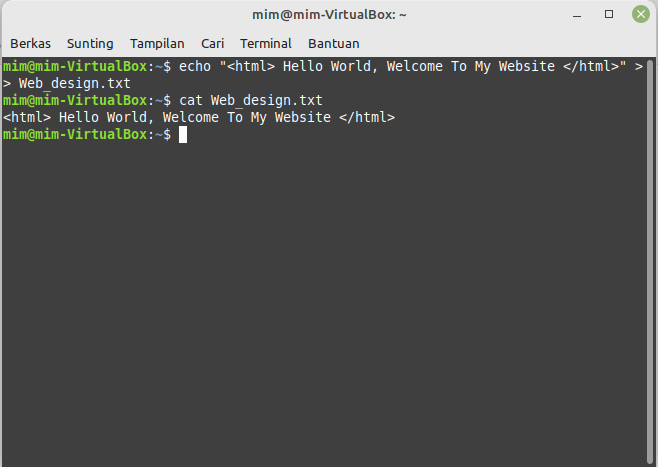 mim@mim-VirtualBox: ~
Berkas Sunting Tampilan Cari Terminal Bantuan
mim@mim-VirtualBox:~$ echo "<html> Hello World, Welcome To My Website </html>" >
> Web_design.txt
mim@mim-VirtualBox:~$ cat Web_design.txt
<html> Hello World, Welcome To My Website </html>
mim@mim-VirtualBox:~$